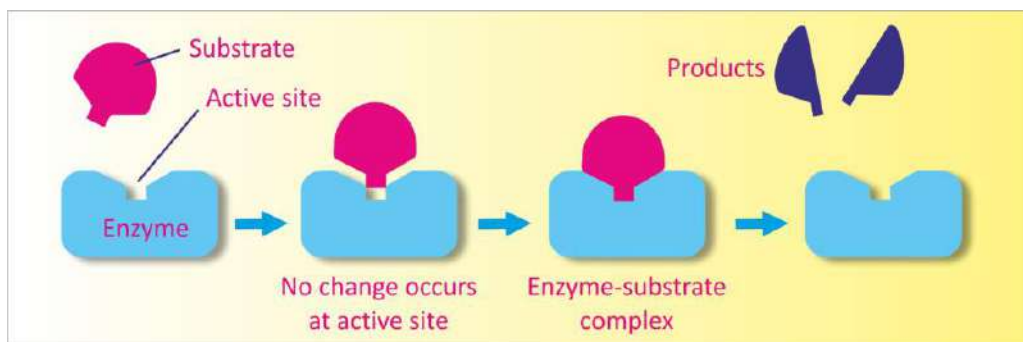 Substrate
Active site
Enzyme
No change occurs
at active site
Enzyme-substrate
complex
Products